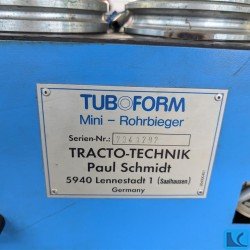 TUBOFORM
Mini - Rohrbieger
Serien-Nr.:
TRACTO-TECHNIK
Paul Schmidt
5940 Lennestadt 1 (Saalhausen)
Germany